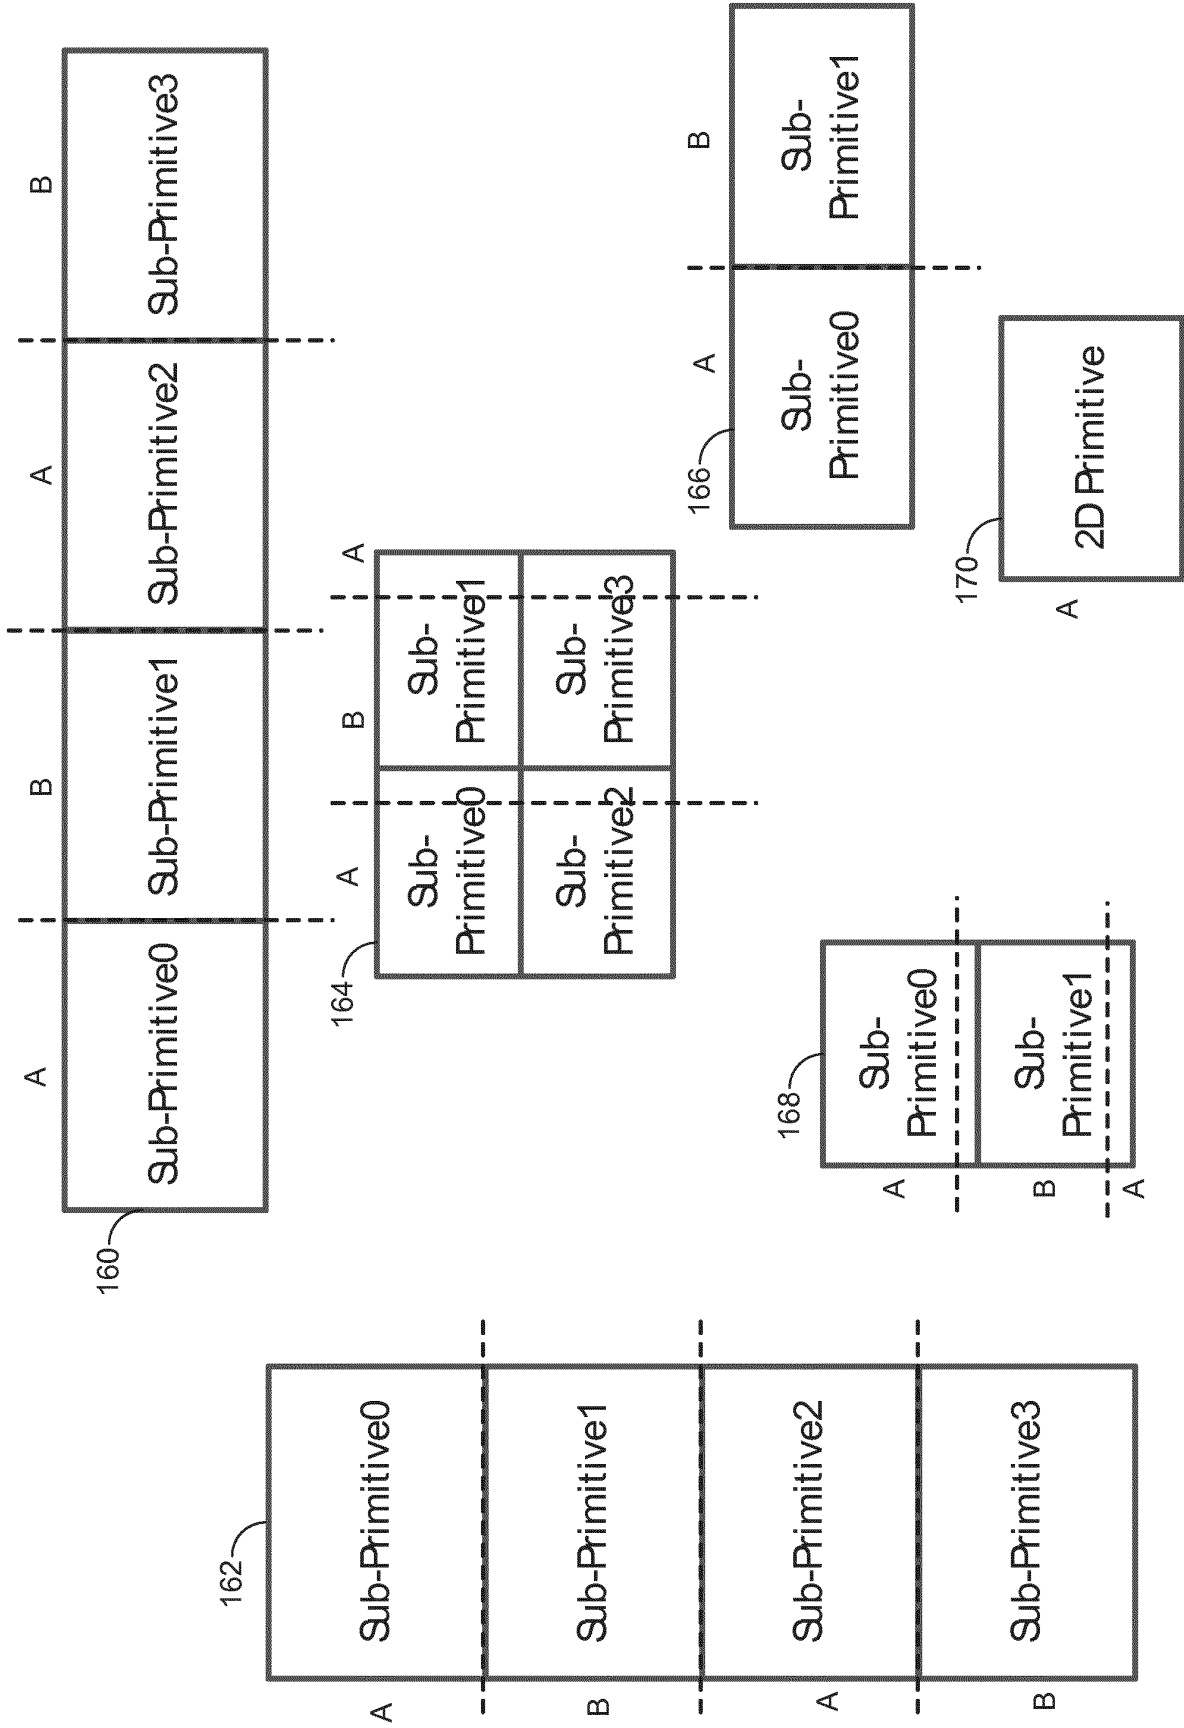 A
B
A
B
160
Sub-Primitive0
Sub-Primitive1
Sub-Primitive2
Sub-Primitive3
162
A
Sub-Primitive0
B
Sub-Primitive1
A
Sub-Primitive2
B
Sub-Primitive3
164
A
B
A
Sub-
Primitive0
Sub-
Primitive1
Sub-
Primitive2
Sub-
Primitive3
166
A
B
Sub-
Primitive0
Sub-
Primitive1
168
A
Sub-
Primitive0
B
Sub-
Primitive1
A
170
A
2D Primitive